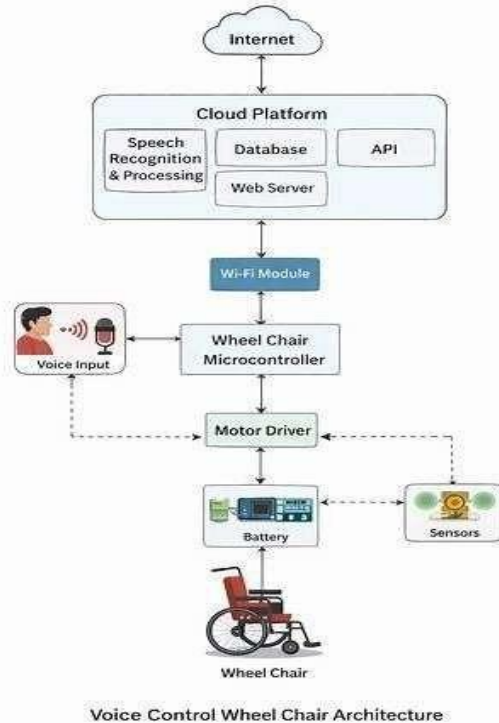 Internet
Cloud Platform
Speech
Recognition
& Processing
Database
API
Web Server
Wi-Fi Module
Voice Input
Wheel Chair
Microcontroller
Motor Driver
Battery
Sensors
Wheel Chair
Voice Control Wheel Chair Architecture